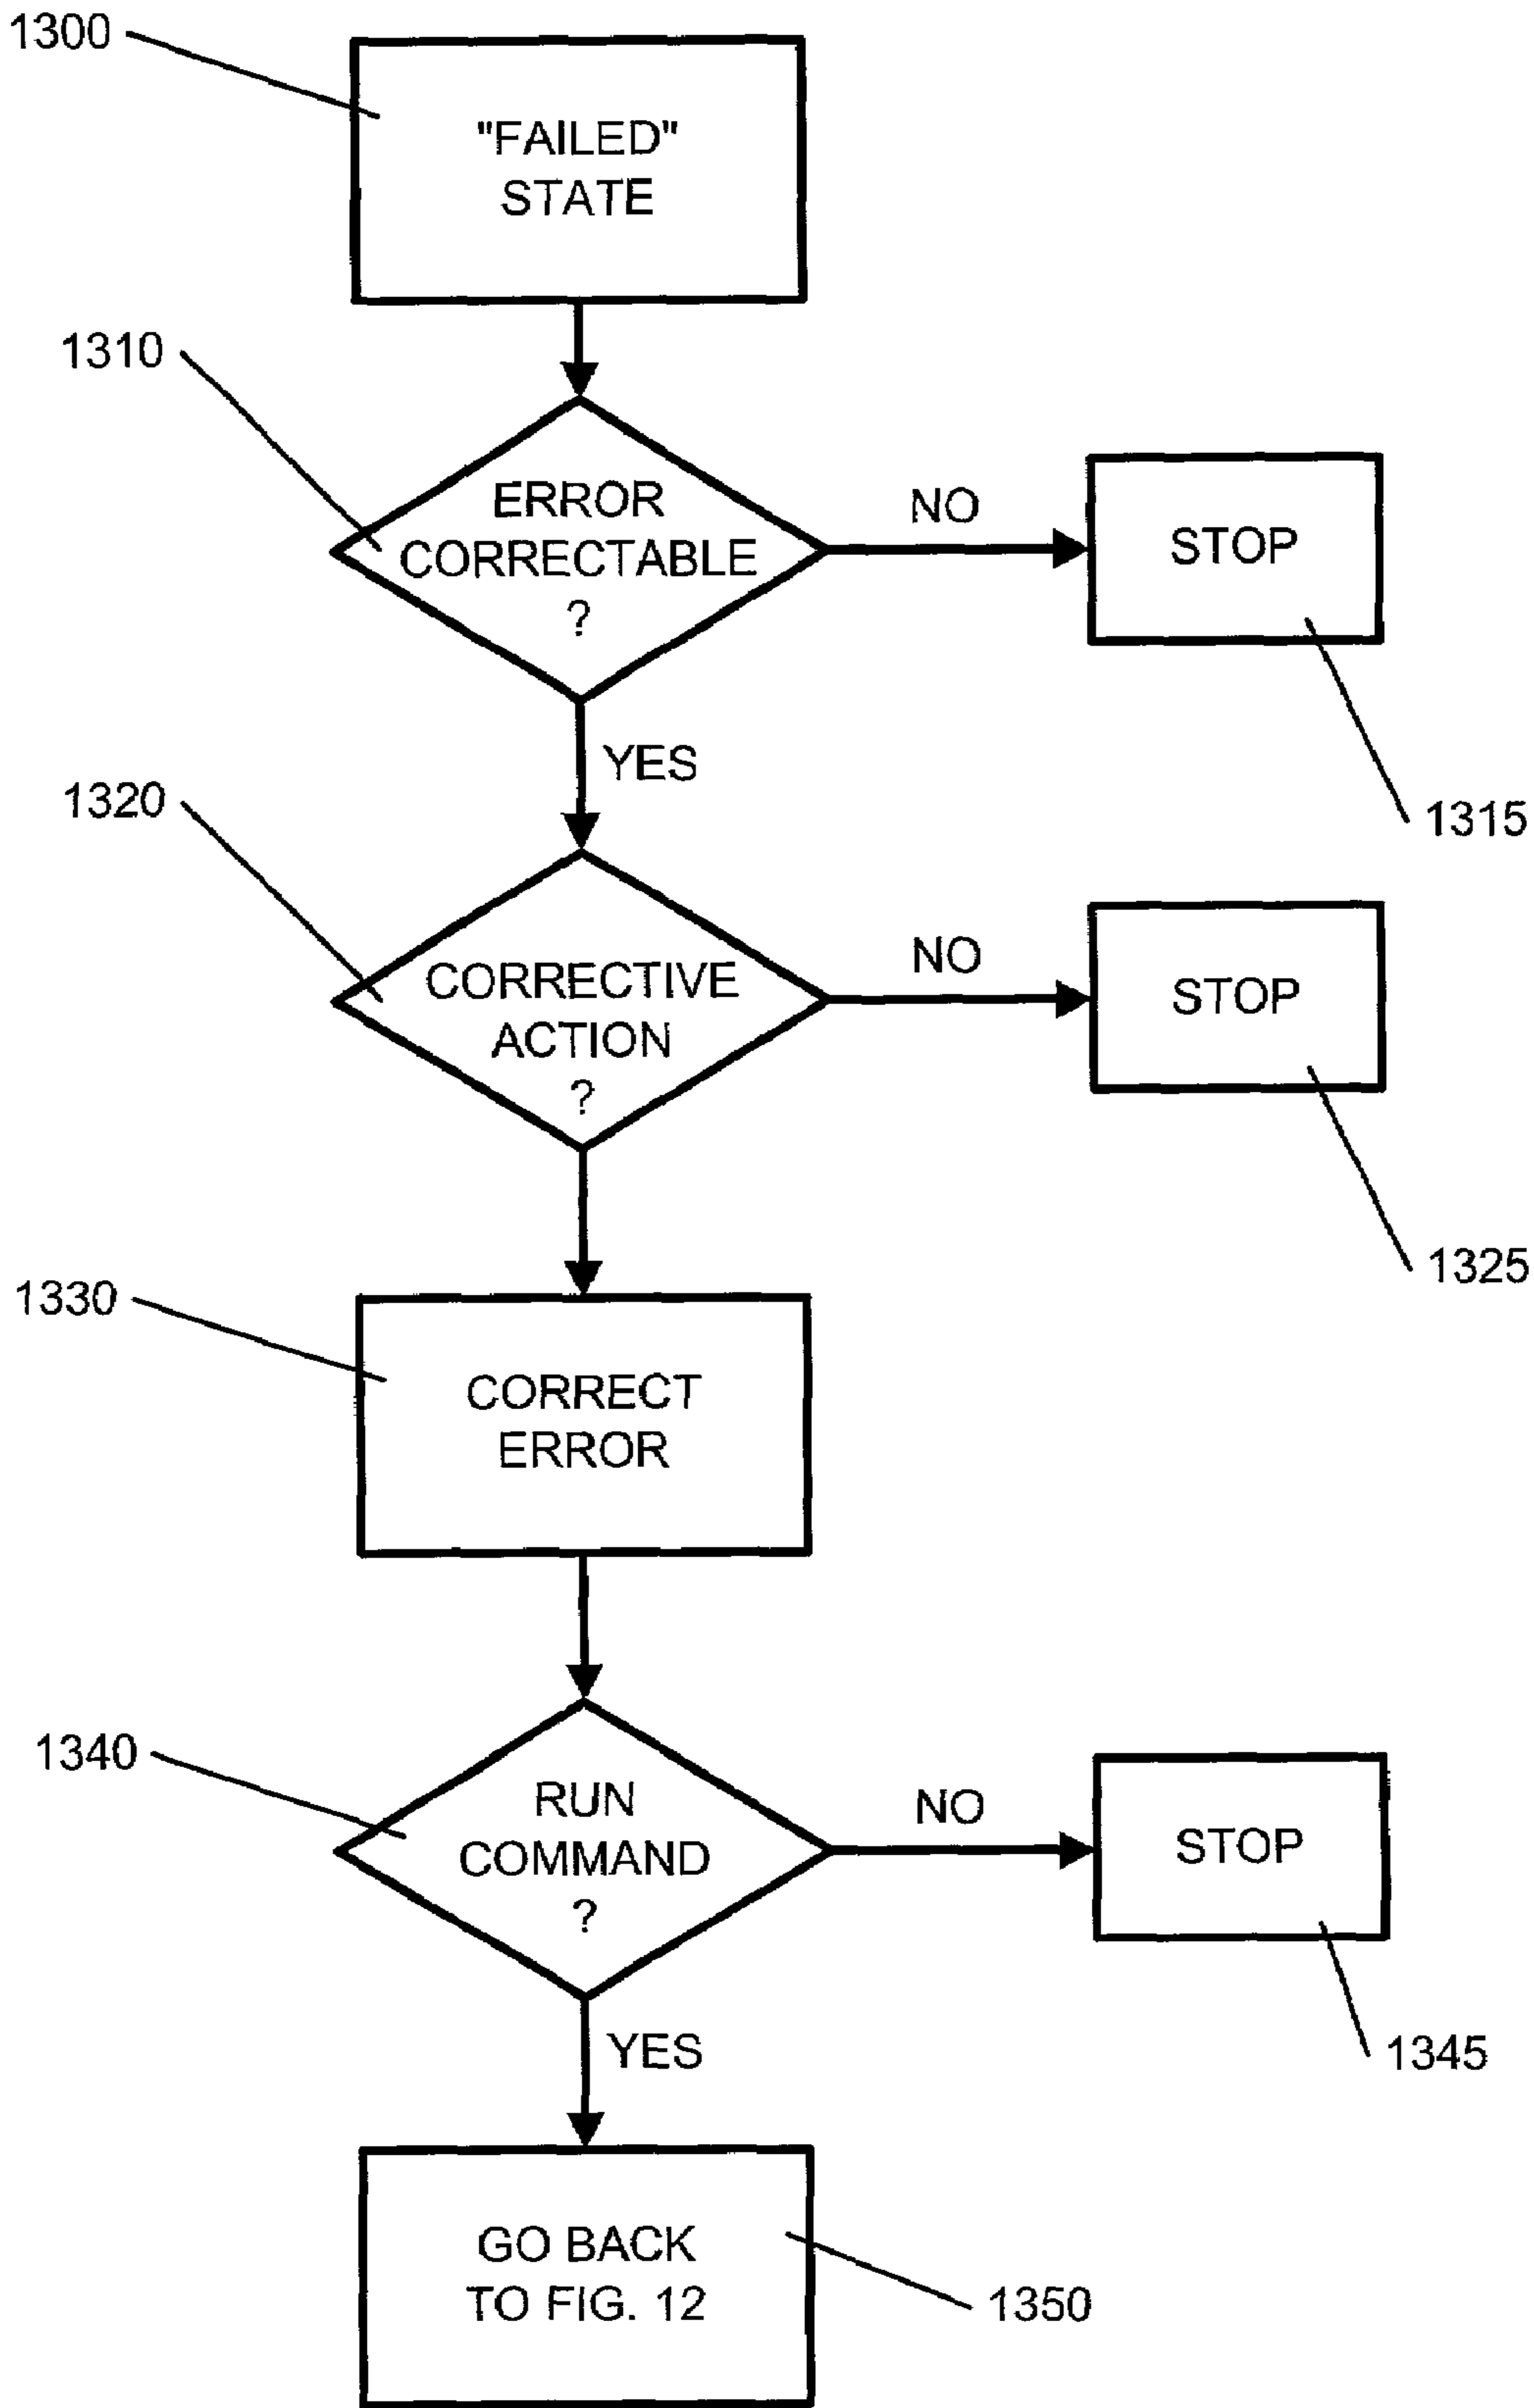 1300
"FAILED"
STATE
1310
ERROR
CORRECTABLE
?
NO
STOP
1315
YES
1320
CORRECTIVE
ACTION
?
NO
STOP
1325
1330
CORRECT
ERROR
1340
RUN
COMMAND
?
NO
STOP
1345
YES
GO BACK
TO FIG. 12
1350